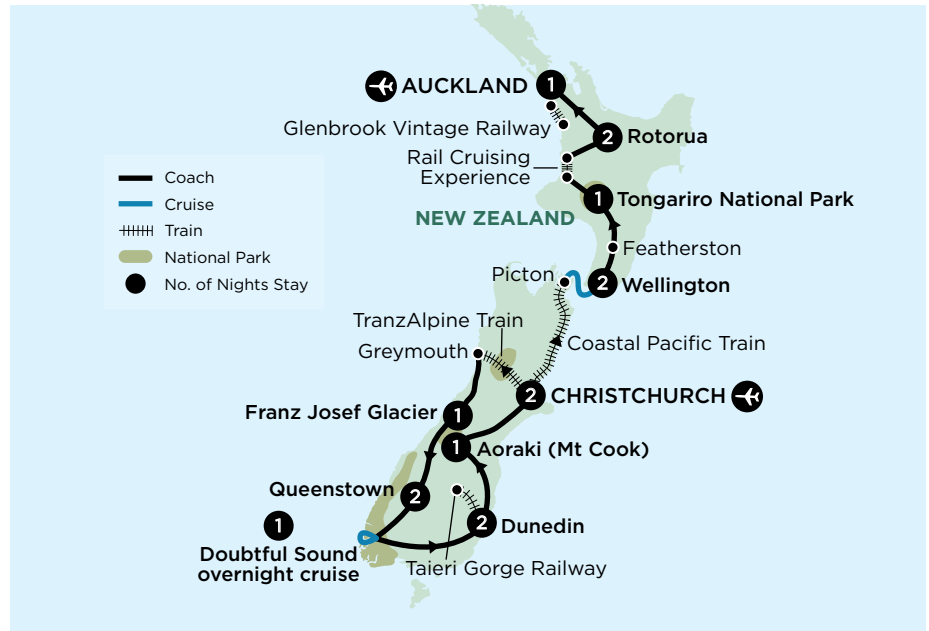 1 AUCKLAND
Glenbrook Vintage Railway
2 Rotorua
Rail Cruising
Experience
1 Tongariro National Park
NEW ZEALAND
Featherston
Picton
2 Wellington
Coach
Cruise
Train
National Park
No. of Nights Stay
TranzAlpine Train
Greymouth
Coastal Pacific Train
2 CHRISTCHURCH
Franz Josef Glacier 1
1 Aoraki (Mt Cook)
Queenstown 2
2 Dunedin
1
Doubtful Sound
overnight cruise
Taieri Gorge Railway